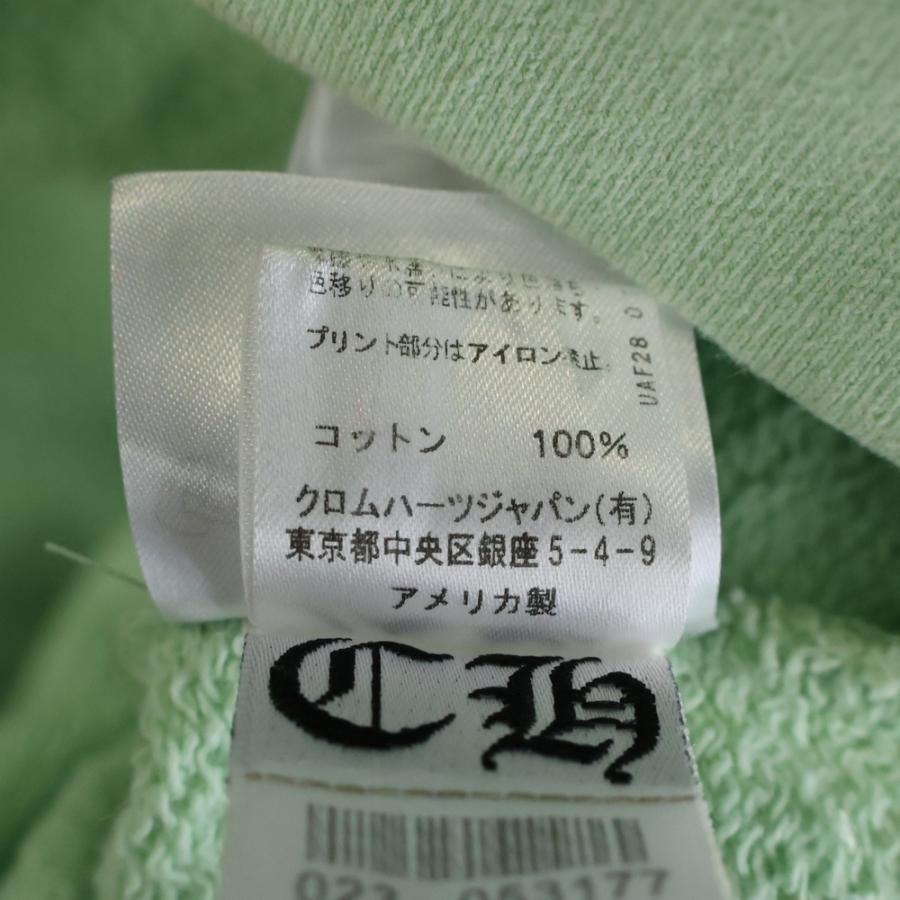 色移りの可能性があります。
プリント部分はアイロン禁止。
UAF28 0
コットン 100%
クロムハーツジャパン(有)
東京都中央区銀座5-4-9
アメリカ製
CH